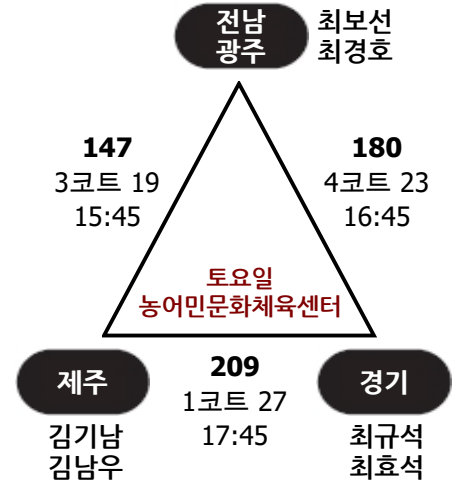 전남
광주
최보선
최경호
147
3코트 19
15:45
180
4코트 23
16:45
토요일
농어민문화체육센터
제주
김기남
김남우
209
1코트 27
17:45
경기
최규석
최효석